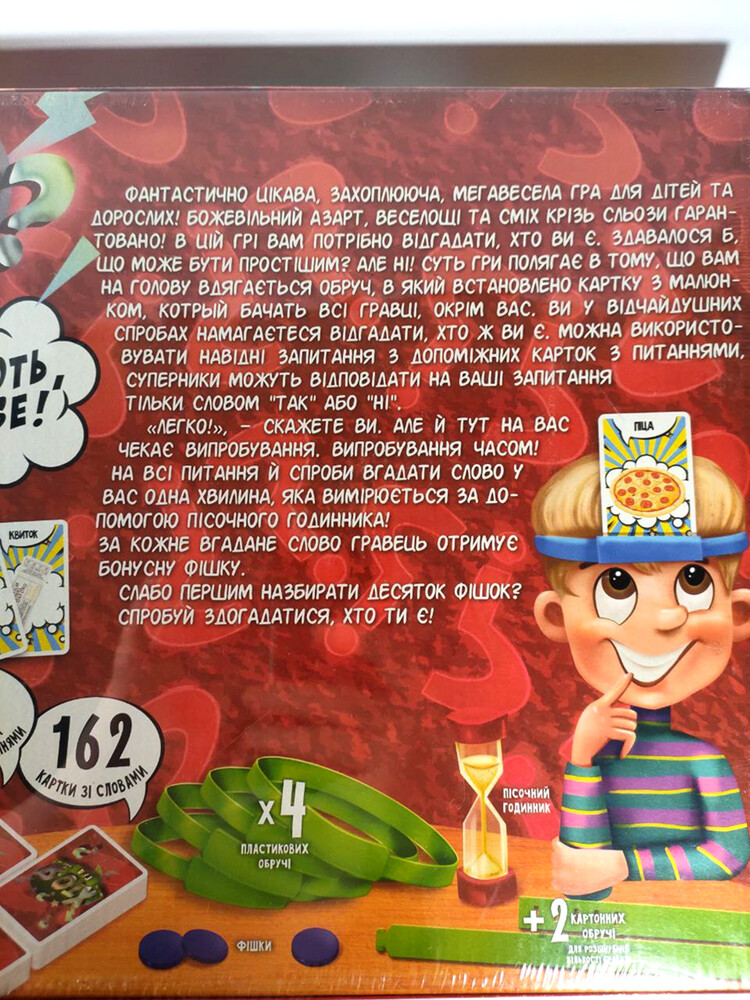 ФАНТАСТИЧНО ЦІКАВА, ЗАХОПЛЮЮЧА, МЕГАВЕСЕЛА ГРА ДЛЯ ДІТЕЙ ТА
ДОРОСЛИХ! БОЖЕВІЛЬНИЙ АЗАРТ, ВЕСЕЛОЩІ ТА СМІХ КРІЗЬ СЛЬОЗИ ГАРАН-
ТОВАНО! В ЦІЙ ГРІ ВАМ ПОТРІБНО ВІДГАДАТИ, ХТО ВИ Є. ЗДАВАЛОСЯ Б,
ЩО МОЖЕ БУТИ ПРОСТІШИМ? АЛЕ НІ! СУТЬ ГРИ ПОЛЯГАЄ В ТОМУ, ЩО ВАМ
НА ГОЛОВУ ВДЯГАЄТЬСЯ ОБРУЧ, В ЯКИЙ ВСТАНОВЛЕНО КАРТКУ З МАЛЮН-
КОМ, КОТРЫЙ БАЧАТЬ ВСІ ГРАВЦІ, ОКРІМ ВАС. ВИ У ВІДЧАЙДУШНИХ
СПРОБАХ НАМАГАЄТЕСЯ ВІДГАДАТИ, ХТО Ж ВИ Є. МОЖНА ВИКОРИСТО-
ВУВАТИ НАВІДНІ ЗАПИТАННЯ З ДОПОМІЖНИХ КАРТОК З ПИТАННЯМИ,
СУПЕРНИКИ МОЖУТЬ ВІДПОВІДАТИ НА ВАШІ ЗАПИТАННЯ
ТІЛЬКИ СЛОВОМ "ТАК" АБО "НІ".
«ЛЕГКО!», – СКАЖЕТЕ ВИ. АЛЕ Й ТУТ НА ВАС
ЧЕКАЄ ВИПРОБУВАННЯ. ВИПРОБУВАННЯ ЧАСОМ!
НА ВСІ ПИТАННЯ Й СПРОБИ ВГАДАТИ СЛОВО У
ВАС ОДНА ХВИЛИНА, ЯКА ВИМІРЮЄТЬСЯ ЗА ДО-
ПОМОГОЮ ПІСОЧНОГО ГОДИННИКА!
ЗА КОЖНЕ ВГАДАНЕ СЛОВО ГРАВЕЦЬ ОТРИМУЄ
БОНУСНУ ФІШКУ.
СЛАБО ПЕРШИМ НАЗБИРАТИ ДЕСЯТОК ФІШОК?
СПРОБУЙ ЗДОГАДАТИСЯ, ХТО ТИ Є!
ПІЦА
КВИТОК
162
КАРТКИ ЗІ СЛОВАМИ
X4
ПЛАСТИКОВИХ
ОБРУЧІ
ПІСОЧНИЙ
ГОДИННИК
ФІШКИ
+2 КАРТОННИХ
ОБРУЧІ